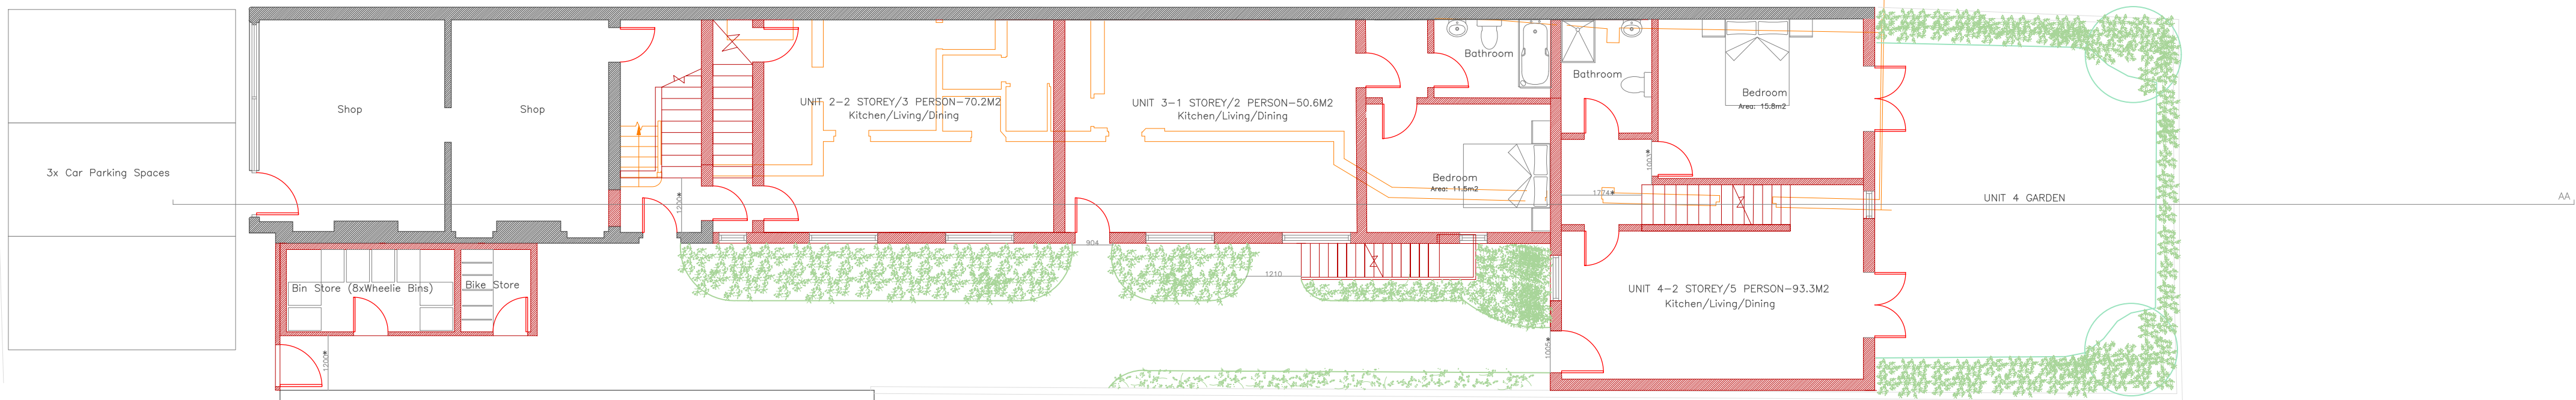 3x Car Parking Spaces
Shop
Shop
UNIT 2-2 STOREY/3 PERSON-70.2M2
Kitchen/Living/Dining
UNIT 3-1 STOREY/2 PERSON-50.6M2
Kitchen/Living/Dining
Bathroom
Bathroom
Bedroom
Area: 15.8m2
Bedroom
Area: 11.5m2
1003*
1774*
1200*
904
1210
UNIT 4 GARDEN
AA
Bin Store (8xWheelie Bins)
Bike Store
UNIT 4-2 STOREY/5 PERSON-93.3M2
Kitchen/Living/Dining
1200*
1005*